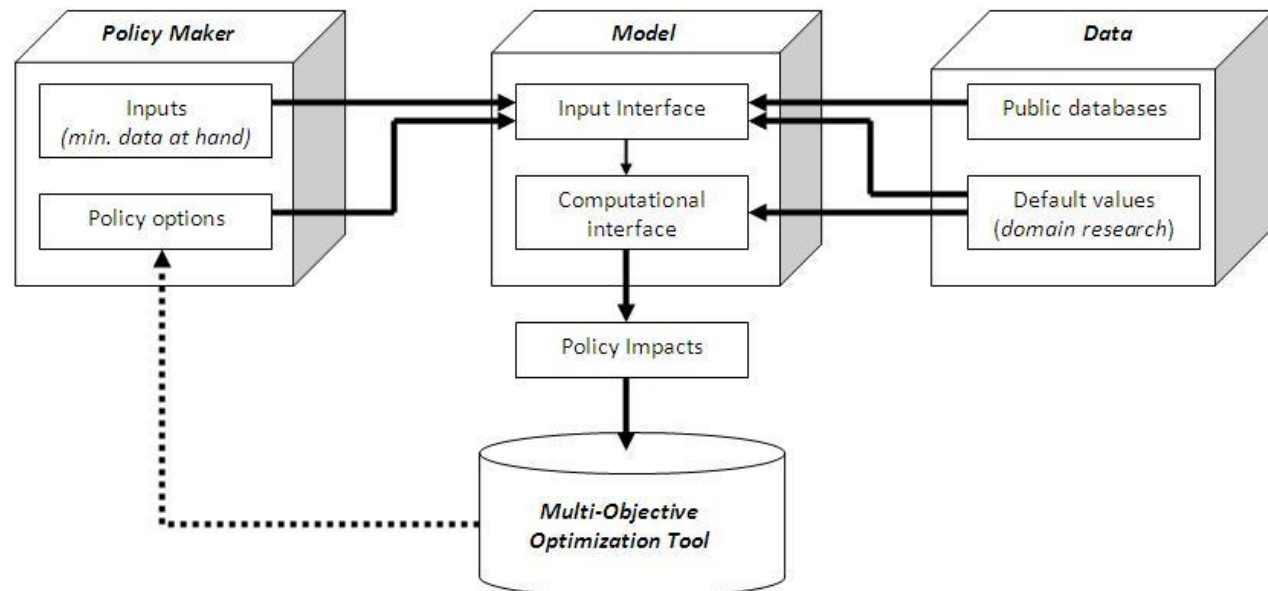 Policy Maker
Inputs
(min. data at hand)
Policy options
Model
Input Interface
Computational
interface
Data
Public databases
Default values
(domain research)
Policy Impacts
Multi-Objective
Optimization Tool